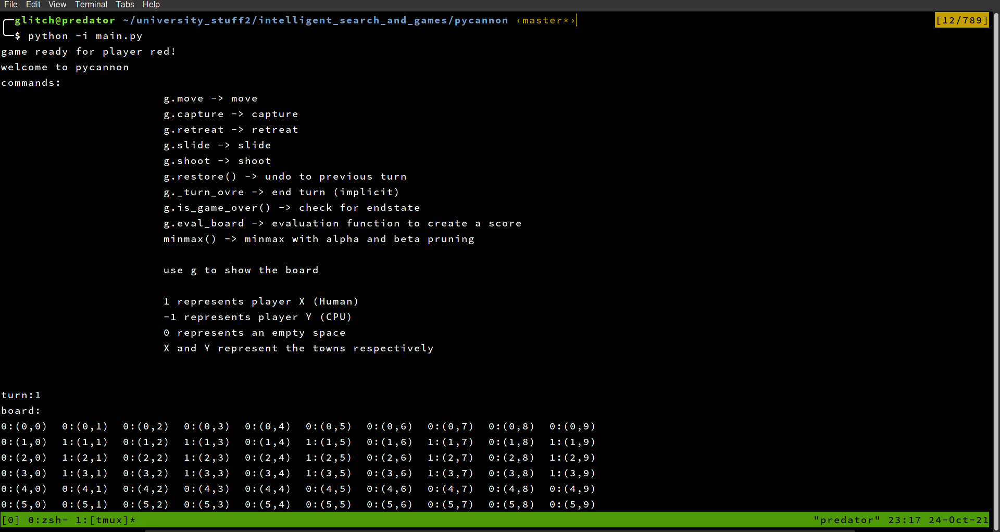 File Edit View Terminal Tabs Help
glitch@predator ~/university_stuff2/intelligent_search_and_games/pycannon ‹master*› [12/789]
$ python -i main.py
game ready for player red!
welcome to pycannon
commands:
g.move -> move
g.capture -> capture
g.retreat -> retreat
g.slide -> slide
g.shoot -> shoot
g.restore() -> undo to previous turn
g._turn_ovre -> end turn (implicit)
g.is_game_over() -> check for endstate
g.eval_board -> evaluation function to create a score
minmax() -> minmax with alpha and beta pruning
use g to show the board
1 represents player X (Human)
-1 represents player Y (CPU)
0 represents an empty space
X and Y represent the towns respectively
turn:1
board:
0:(0,0) 0:(0,1) 0:(0,2) 0:(0,3) 0:(0,4) 0:(0,5) 0:(0,6) 0:(0,7) 0:(0,8) 0:(0,9)
0:(1,0) 1:(1,1) 0:(1,2) 1:(1,3) 0:(1,4) 1:(1,5) 0:(1,6) 1:(1,7) 0:(1,8) 1:(1,9)
0:(2,0) 1:(2,1) 0:(2,2) 1:(2,3) 0:(2,4) 1:(2,5) 0:(2,6) 1:(2,7) 0:(2,8) 1:(2,9)
0:(3,0) 1:(3,1) 0:(3,2) 1:(3,3) 0:(3,4) 1:(3,5) 0:(3,6) 1:(3,7) 0:(3,8) 1:(3,9)
0:(4,0) 0:(4,1) 0:(4,2) 0:(4,3) 0:(4,4) 0:(4,5) 0:(4,6) 0:(4,7) 0:(4,8) 0:(4,9)
0:(5,0) 0:(5,1) 0:(5,2) 0:(5,3) 0:(5,4) 0:(5,5) 0:(5,6) 0:(5,7) 0:(5,8) 0:(5,9)
[0] 0:zsh- 1:[tmux]* "predator" 23:17 24-Oct-21